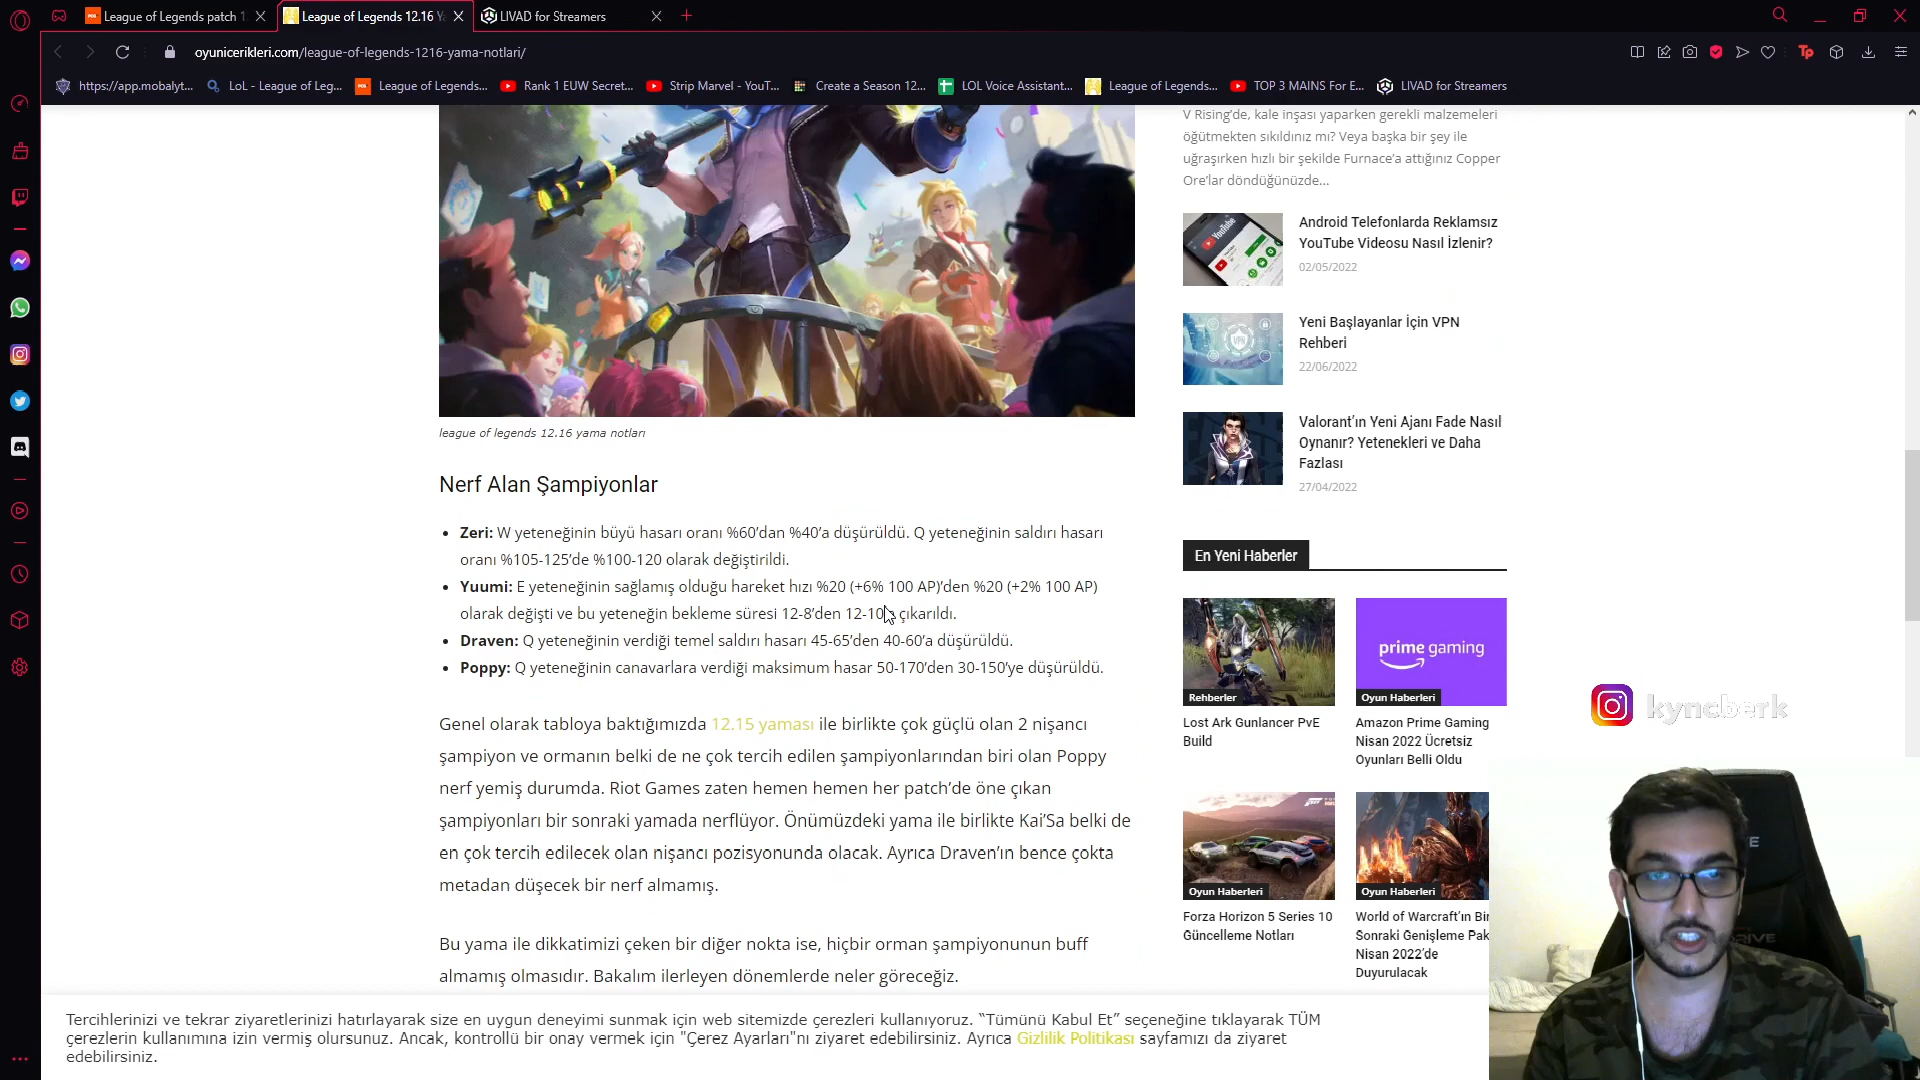 League of Legends patch 1
League of Legends 12.16 Ya
LIVAD for Streamers
oyunicerikleri.com/league-of-legends-1216-yama-notlari/
https://app.mobalyt...
LoL - League of Leg...
League of Legends...
Rank 1 EUW Secret...
Strip Marvel - YouT...
Create a Season 12...
LOL Voice Assistant...
League of Legends...
TOP 3 MAINS For E...
LIVAD for Streamers
league of legends 12.16 yama notları
Nerf Alan Şampiyonlar
Zeri: W yeteneğinin büyü hasarı oranı %60’dan %40’a düşürüldü. Q yeteneğinin saldırı hasarı
oranı %105-125’de %100-120 olarak değiştirildi.
Yuumi: E yeteneğinin sağlamış olduğu hareket hızı %20 (+6% 100 AP)’den %20 (+2% 100 AP)
olarak değişti ve bu yeteneğin bekleme süresi 12-8’den 12-10’a çıkarıldı.
Draven: Q yeteneğinin verdiği temel saldırı hasarı 45-65’den 40-60’a düşürüldü.
Poppy: Q yeteneğinin canavarlara verdiği maksimum hasar 50-170’den 30-150’ye düşürüldü.
Genel olarak tabloya baktığımızda 12.15 yaması ile birlikte çok güçlü olan 2 nişancı
şampiyon ve ormanın belki de ne çok tercih edilen şampiyonlarından biri olan Poppy
nerf yemiş durumda. Riot Games zaten hemen hemen her patch’de öne çıkan
şampiyonları bir sonraki yamada nerflüyor. Önümüzdeki yama ile birlikte Kai’Sa belki de
en çok tercih edilecek olan nişancı pozisyonunda olacak. Ayrıca Draven’ın bence çokta
metadan düşecek bir nerf almamış.
Bu yama ile dikkatimizi çeken bir diğer nokta ise, hiçbir orman şampiyonunun buff
almamış olmasıdır. Bakalım ilerleyen dönemlerde neler göreceğiz.
V Rising’de, kale inşası yaparken gerekli malzemeleri
öğütmekten sıkıldınız mı? Veya başka bir şey ile
uğraşırken hızlı bir şekilde Furnace’a attığınız Copper
Ore’lar döndüğünüzde...
YouTube
Android Telefonlarda Reklamsız
YouTube Videosu Nasıl İzlenir?
02/05/2022
VPN
Yeni Başlayanlar İçin VPN
Rehberi
22/06/2022
Valorant’ın Yeni Ajanı Fade Nasıl
Oynanır? Yetenekleri ve Daha
Fazlası
27/04/2022
En Yeni Haberler
Rehberler
Lost Ark Gunlancer PvE
Build
prime gaming
Oyun Haberleri
Amazon Prime Gaming
Nisan 2022 Ücretsiz
Oyunları Belli Oldu
Oyun Haberleri
Forza Horizon 5 Series 10
Güncelleme Notları
Oyun Haberleri
World of Warcraft’ın Bir
Sonraki Genişleme Pak
Nisan 2022’de
Duyurulacak
kyncberk
Tercihlerinizi ve tekrar ziyaretlerinizi hatırlayarak size en uygun deneyimi sunmak için web sitemizde çerezleri kullanıyoruz. “Tümünü Kabul Et” seçeneğine tıklayarak TÜM
çerezlerin kullanımına izin vermiş olursunuz. Ancak, kontrollü bir onay vermek için "Çerez Ayarları"nı ziyaret edebilirsiniz. Ayrıca Gizlilik Politikası sayfamızı da ziyaret
edebilirsiniz.